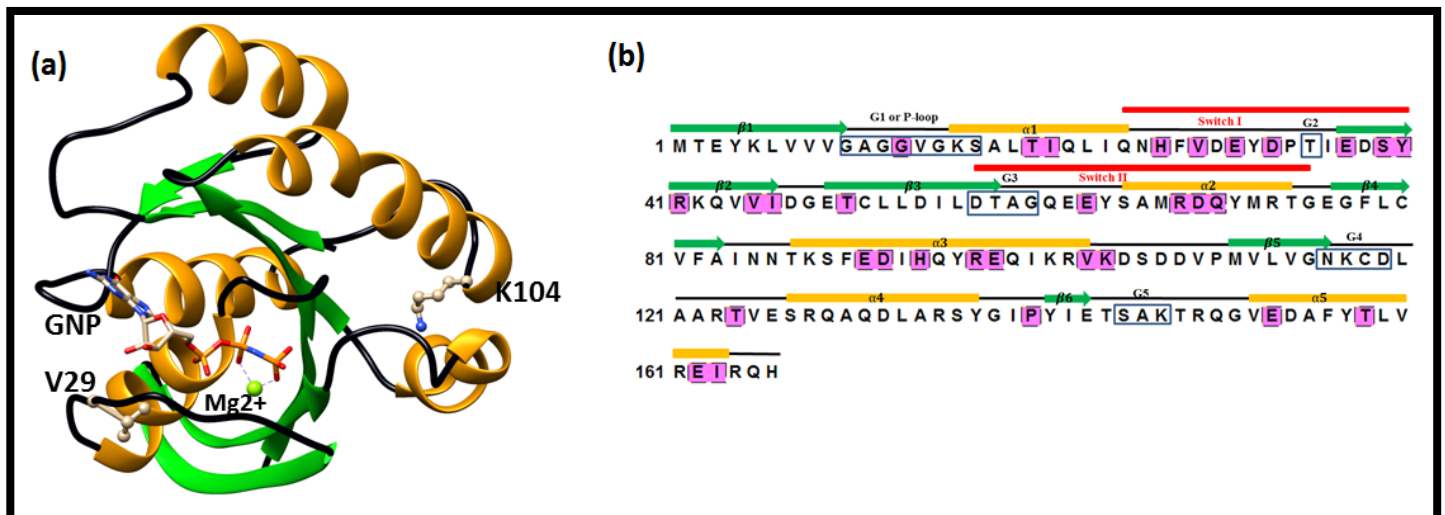 (a)
K104
GNP
V29
Mg2+
(b)
Switch I
β1 G1 or P-loop α1 G2
1 M T E Y K L V V V G A G G V G K S A L T I Q L I Q N H F V D E Y D P T I E D S Y
β2 β3 G3 Switch II α2 β4
41 R K Q V V I D G E T C L L D I L D T A G Q E E Y S A M R D Q Y M R T G E G F L C
α3 β5 G4
81 V F A I N N T K S F E D I H Q Y R E Q I K R V K D S D D V P M V L V G N K C D L
α4 β6 G5 α5
121 A A R T V E S R Q A Q D L A R S Y G I P Y I E T S A K T R Q G V E D A F Y T L V
161 R E I R Q H